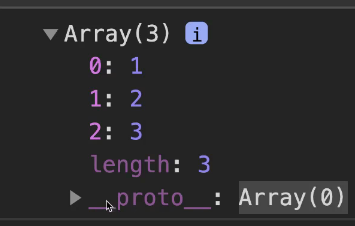 ▼Array(3) i
0: 1
1: 2
2: 3
length: 3
▶__proto__: Array(0)